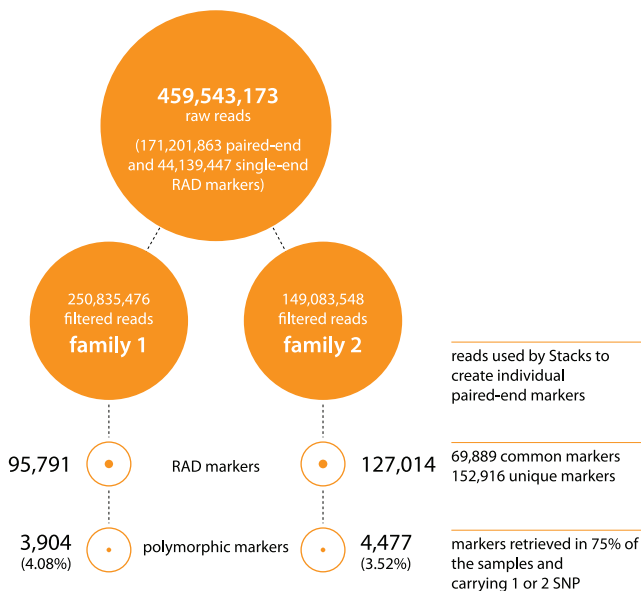 459,543,173
raw reads
(171,201,863 paired-end
and 44,139,447 single-end
RAD markers)
250,835,476
filtered reads
family 1
149,083,548
filtered reads
family 2
reads used by Stacks to
create individual
paired-end markers
95,791
RAD markers
127,014
69,889 common markers
152,916 unique markers
3,904
(4.08%)
polymorphic markers
4,477
(3.52%)
markers retrieved in 75% of
the samples and
carrying 1 or 2 SNP